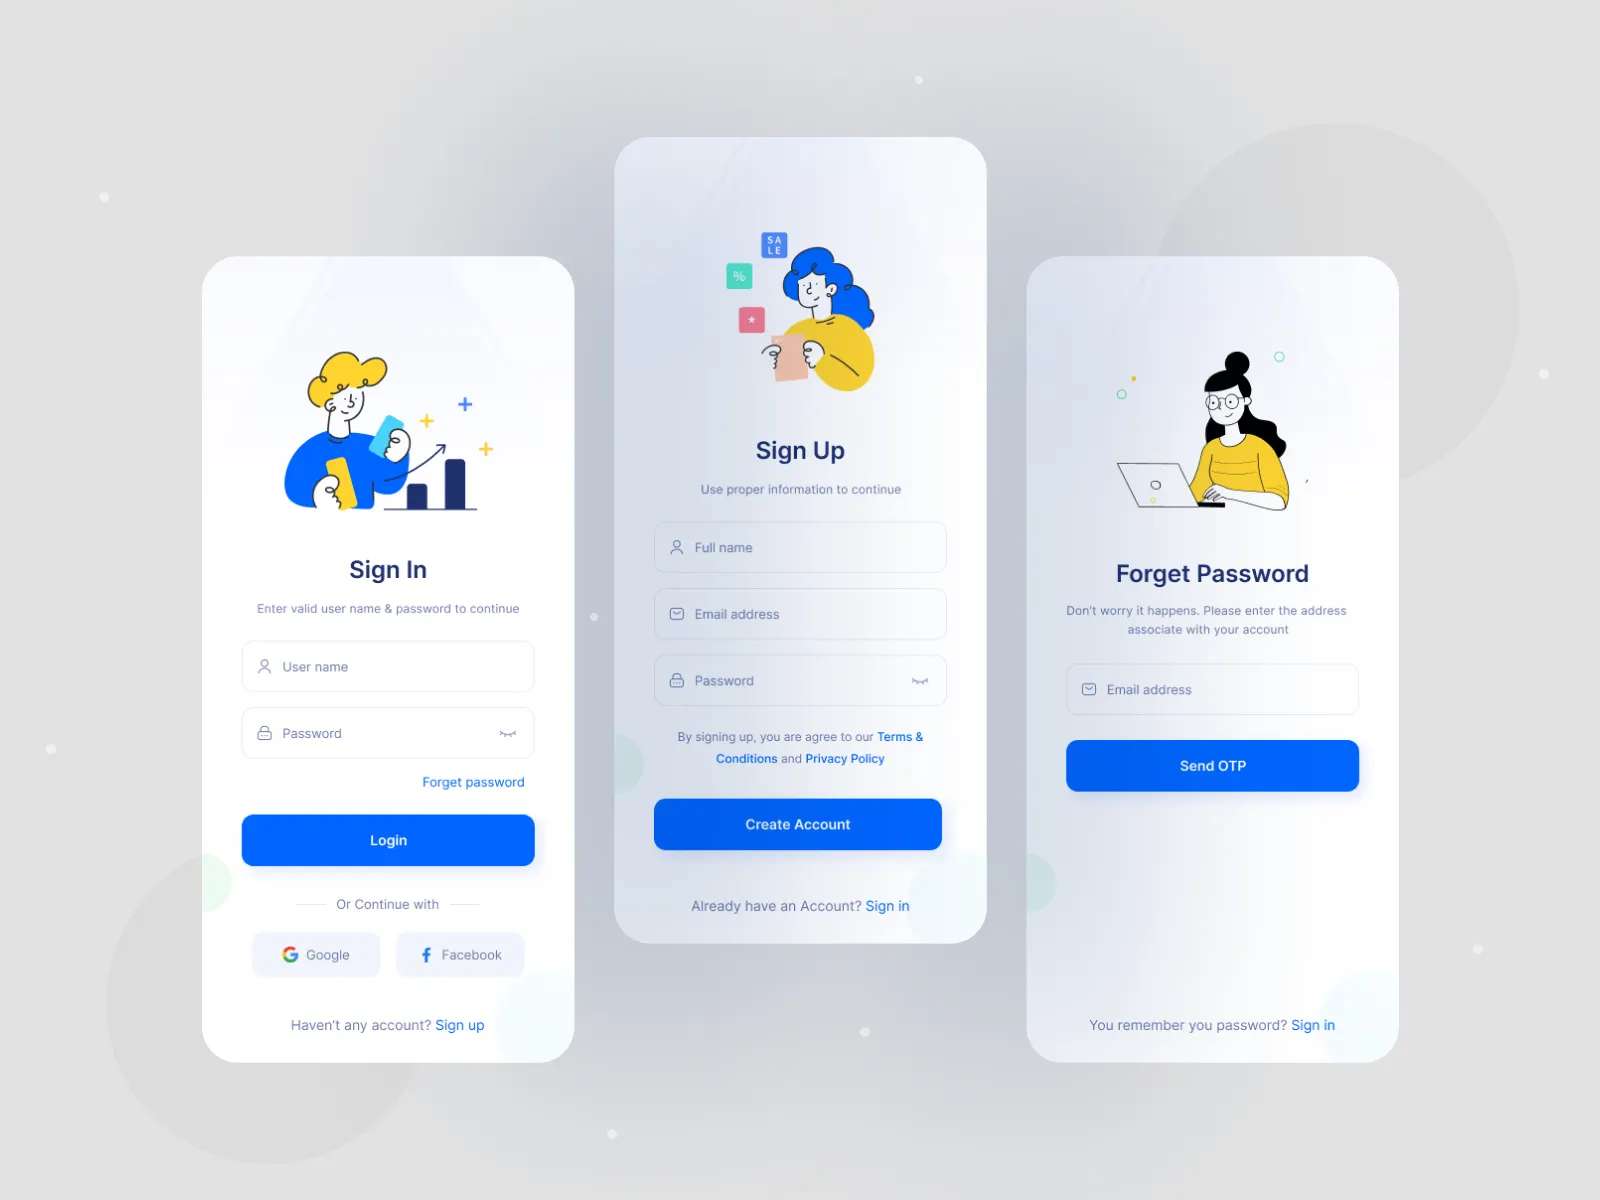 Sign In
Enter valid user name & password to continue
User name
Password
Forget password
Login
Or Continue with
Google
Facebook
Haven't any account? Sign up
SA
LE
%
Sign Up
Use proper information to continue
Full name
Email address
Password
By signing up, you are agree to our Terms &
Conditions and Privacy Policy
Create Account
Already have an Account? Sign in
Forget Password
Don't worry it happens. Please enter the address
associate with your account
Email address
Send OTP
You remember you password? Sign in